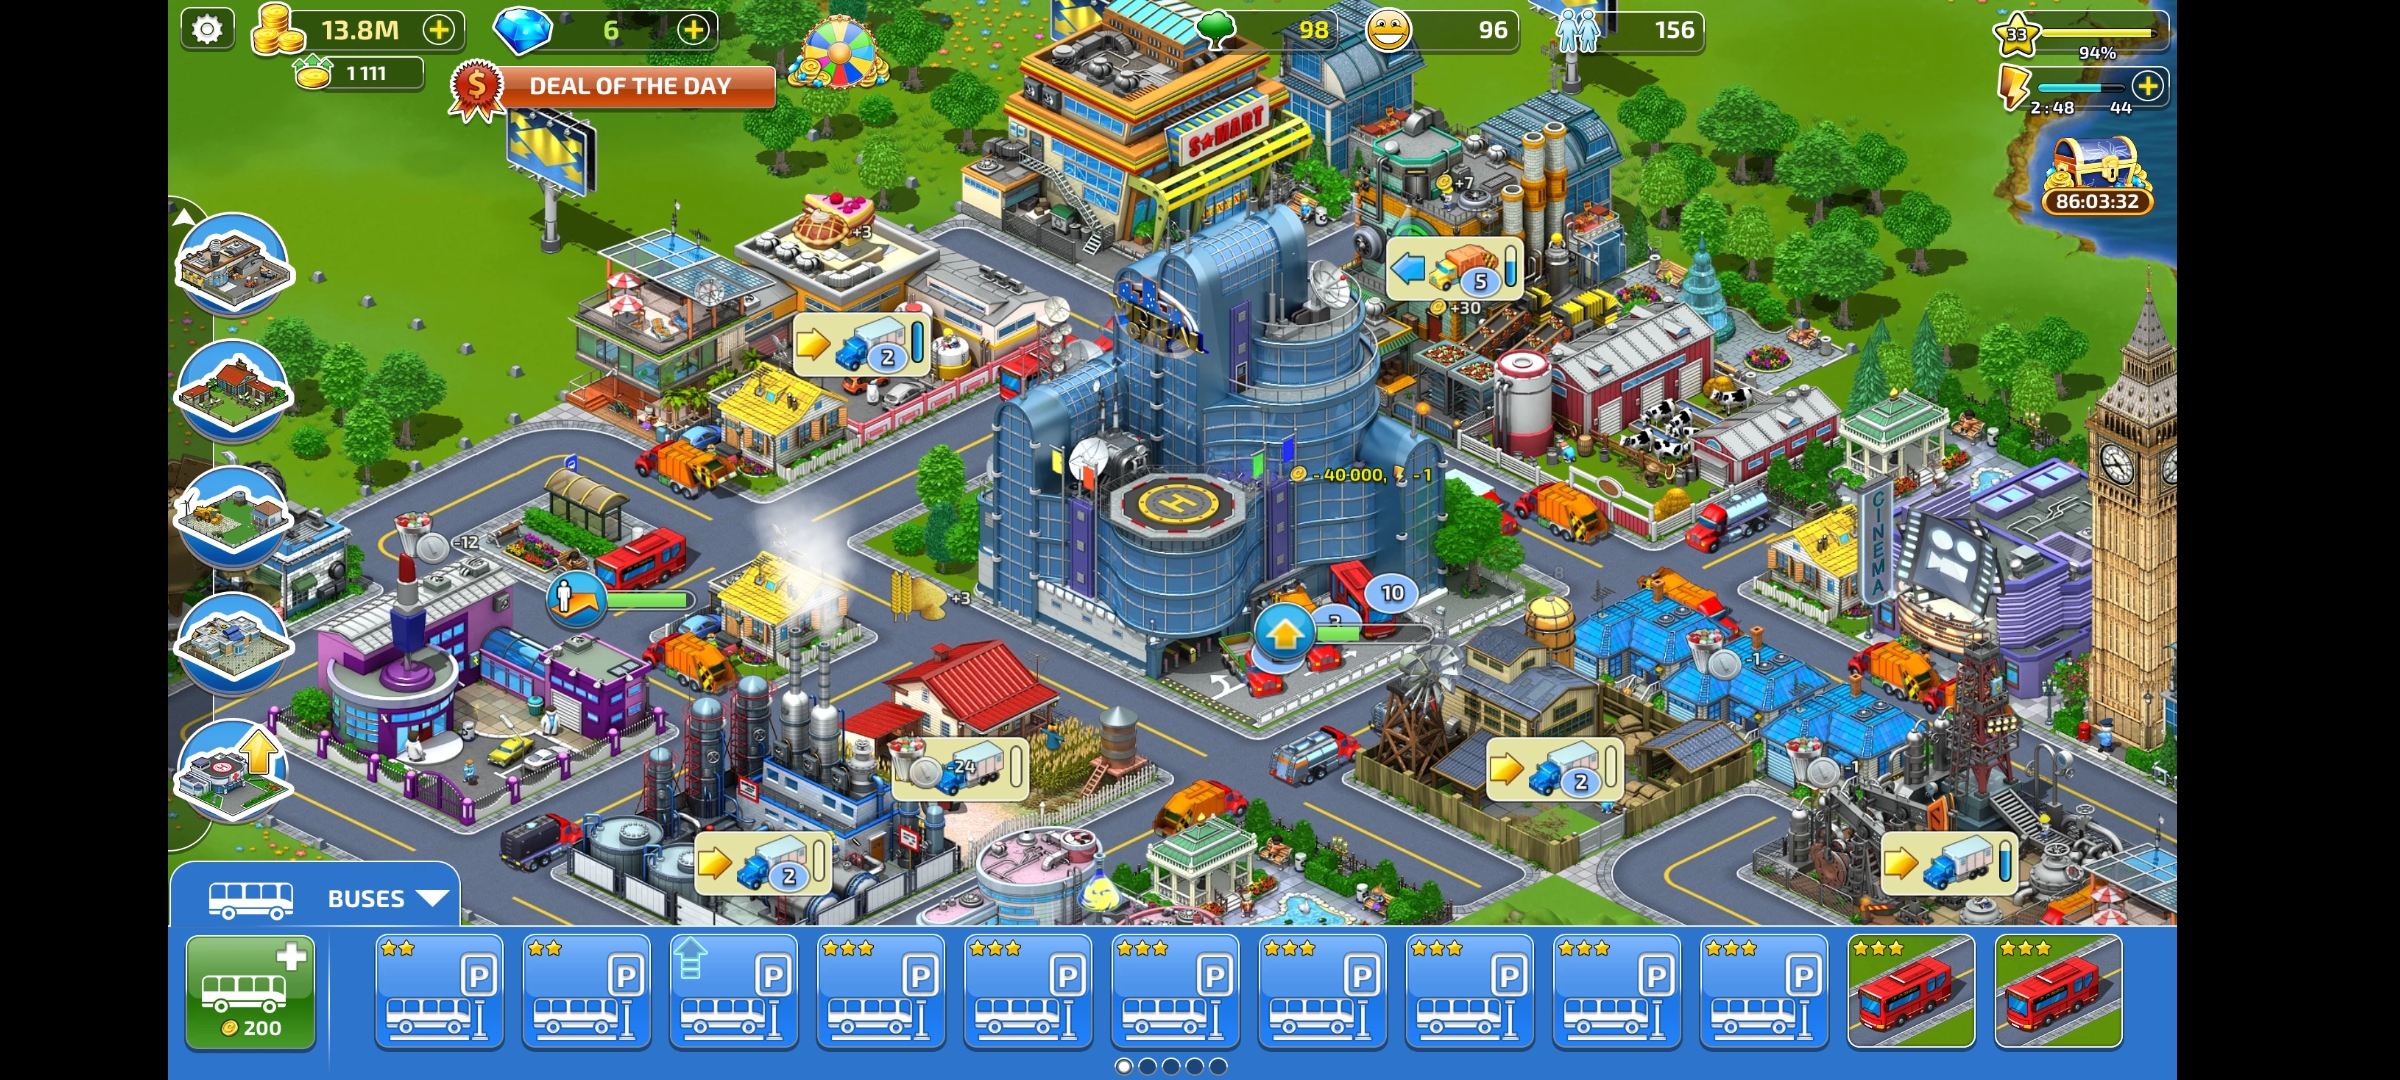 13.8M
6
98
96
156
33
94%
1 111
DEAL OF THE DAY
2:48
44
86:03:32
S★MART
+7
+3
5
+30
2
- 40 000, - 1
CINEMA
-12
+3
10
8
-1
-24
2
-1
2
BUSES
200
P
P
P
P
P
P
P
P
P
P